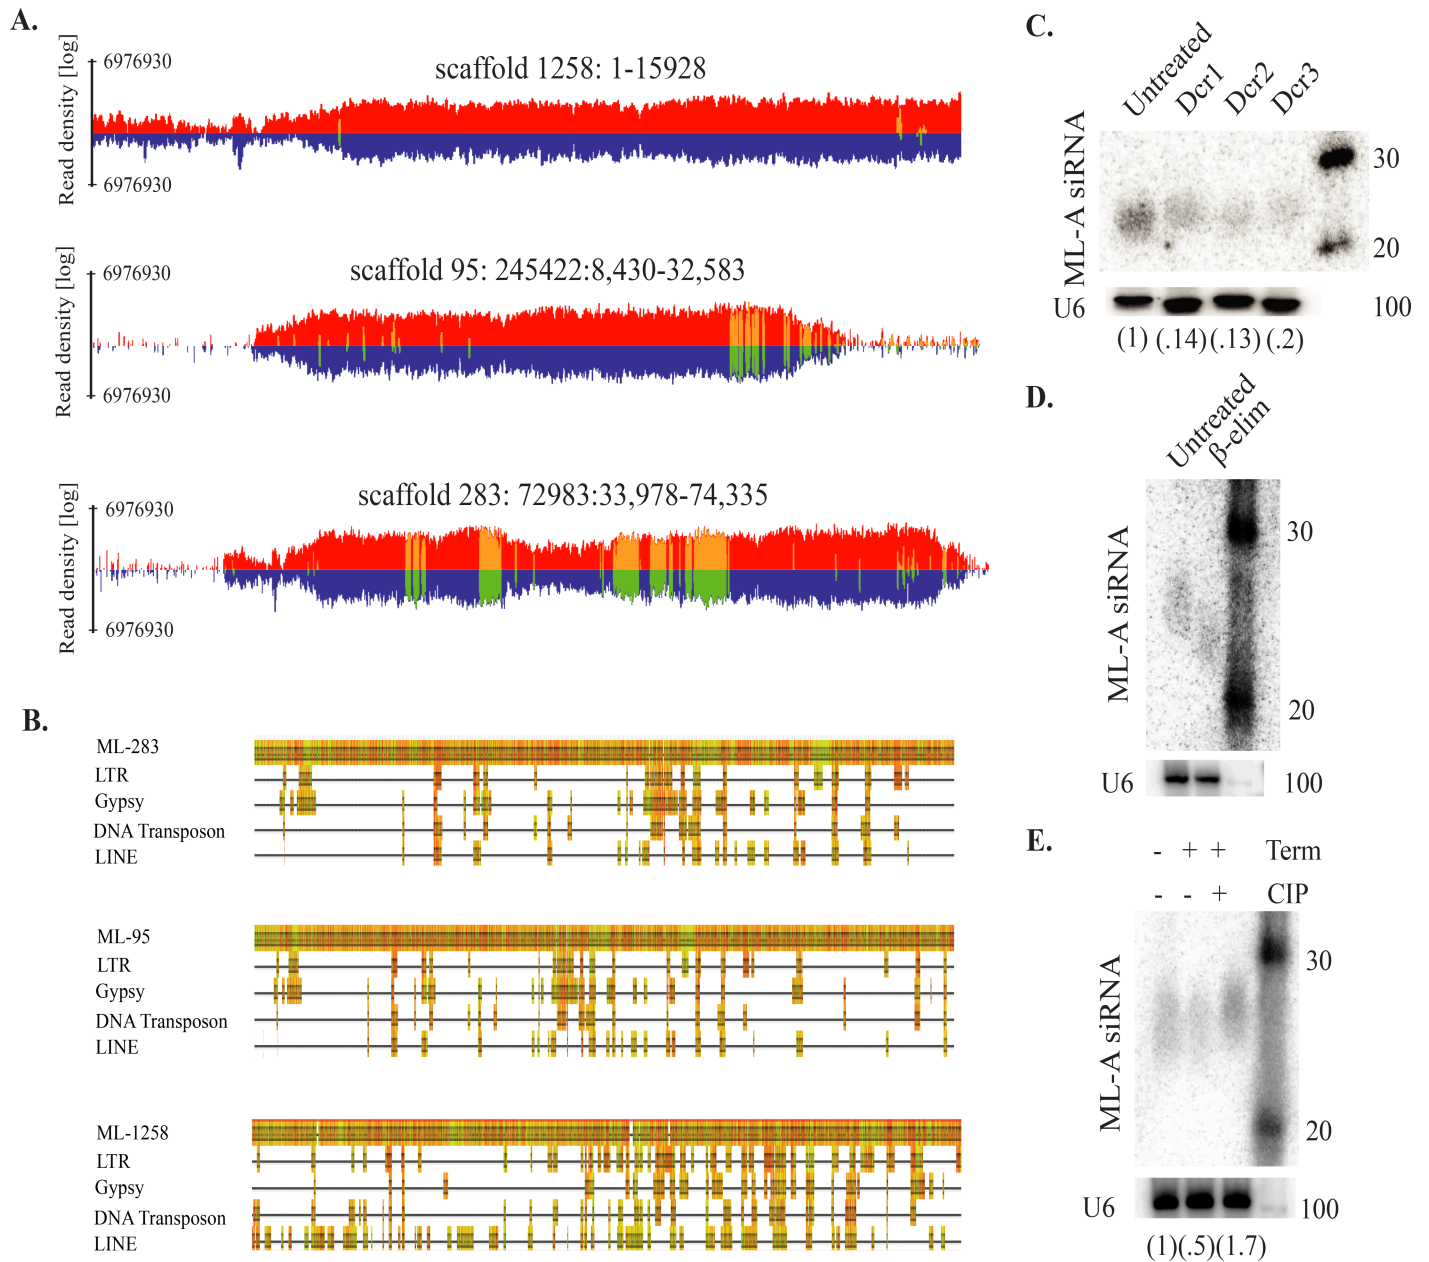 A.
Read density [log]
6976930
scaffold 1258: 1-15928
6976930
Read density [log]
6976930
scaffold 95: 245422:8,430-32,583
6976930
Read density [log]
6976930
scaffold 283: 72983:33,978-74,335
6976930
B.
ML-283
LTR
Gypsy
DNA Transposon
LINE
ML-95
LTR
Gypsy
DNA Transposon
LINE
ML-1258
LTR
Gypsy
DNA Transposon
LINE
C.
Untreated Dcr1 Dcr2 Dcr3
ML-A siRNA
30
20
U6 100
(1) (.14) (.13) (.2)
D.
Untreated
β-elim
ML-A siRNA
30
20
U6 100
E.
- + + Term
- - + CIP
ML-A siRNA
30
20
U6 100
(1)(.5)(1.7)